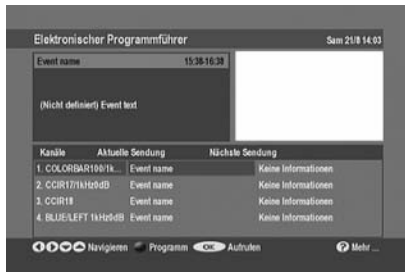 Elektronischer Programmführer Sam 21/8 14:03
Event name 15:38-16:38
(Nicht definiert) Event text
Kanäle Aktuelle Sendung Nächste Sendung
1. COLORBAR100/1k... Event name Keine Informationen
2. CCIR17/1kHz0dB Event name Keine Informationen
3. CCIR18 Event name Keine Informationen
4. BLUE/LEFT 1kHz0dB Event name Keine Informationen
Navigieren Programm OK Aufrufen ? Mehr ...